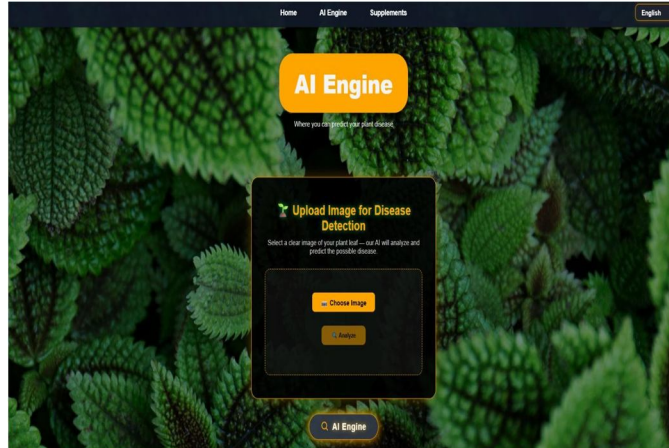 Home AI Engine Supplements English
AI Engine
Where you can predict your plant disease.
Upload Image for Disease
Detection
Select a clear image of your plant leaf — our AI will analyze and
predict the possible disease.
Choose Image
Analyze
AI Engine